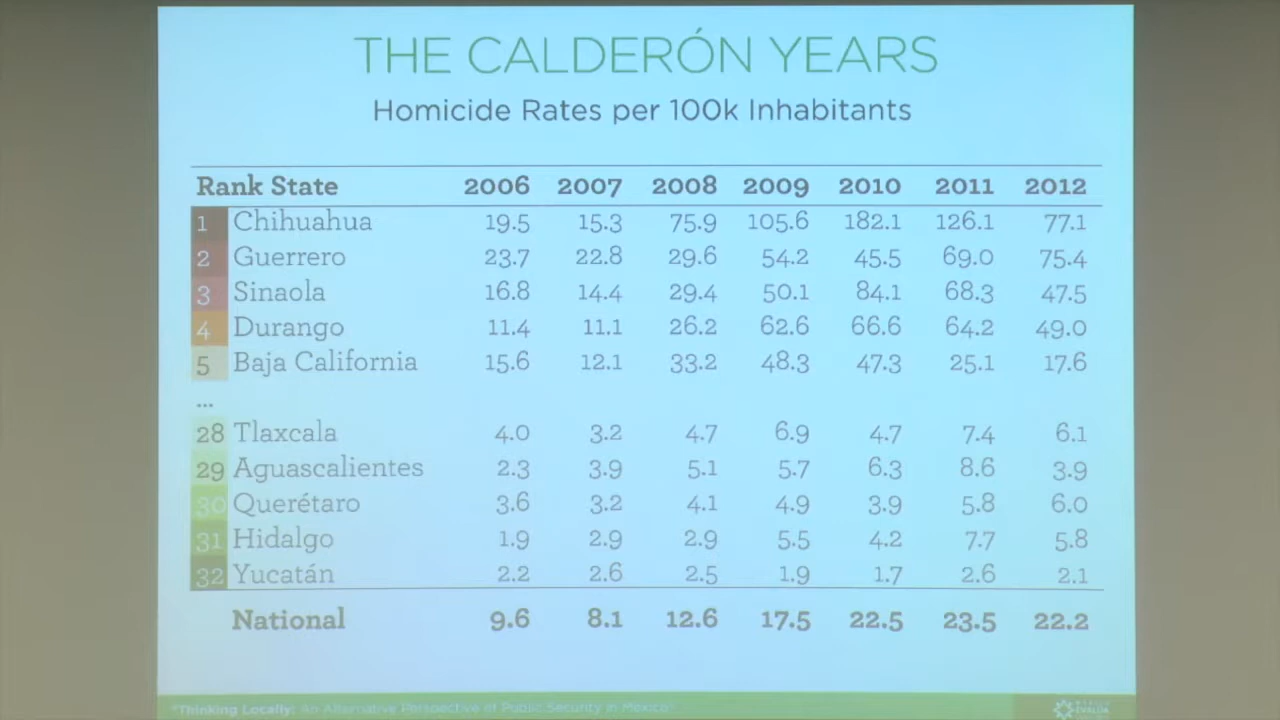 THE CALDERÓN YEARS
Homicide Rates per 100k Inhabitants
Rank State 2006 2007 2008 2009 2010 2011 2012
1 Chihuahua 19.5 15.3 75.9 105.6 182.1 126.1 77.1
2 Guerrero 23.7 22.8 29.6 54.2 45.5 69.0 75.4
3 Sinaola 16.8 14.4 29.4 50.1 84.1 68.3 47.5
4 Durango 11.4 11.1 26.2 62.6 66.6 64.2 49.0
5 Baja California 15.6 12.1 33.2 48.3 47.3 25.1 17.6
...
28 Tlaxcala 4.0 3.2 4.7 6.9 4.7 7.4 6.1
29 Aguascalientes 2.3 3.9 5.1 5.7 6.3 8.6 3.9
30 Querétaro 3.6 3.2 4.1 4.9 3.9 5.8 6.0
31 Hidalgo 1.9 2.9 2.9 5.5 4.2 7.7 5.8
32 Yucatán 2.2 2.6 2.5 1.9 1.7 2.6 2.1
National 9.6 8.1 12.6 17.5 22.5 23.5 22.2
"Thinking Locally: An Alternative Perspective of Public Security in Mexico"
EVALUA